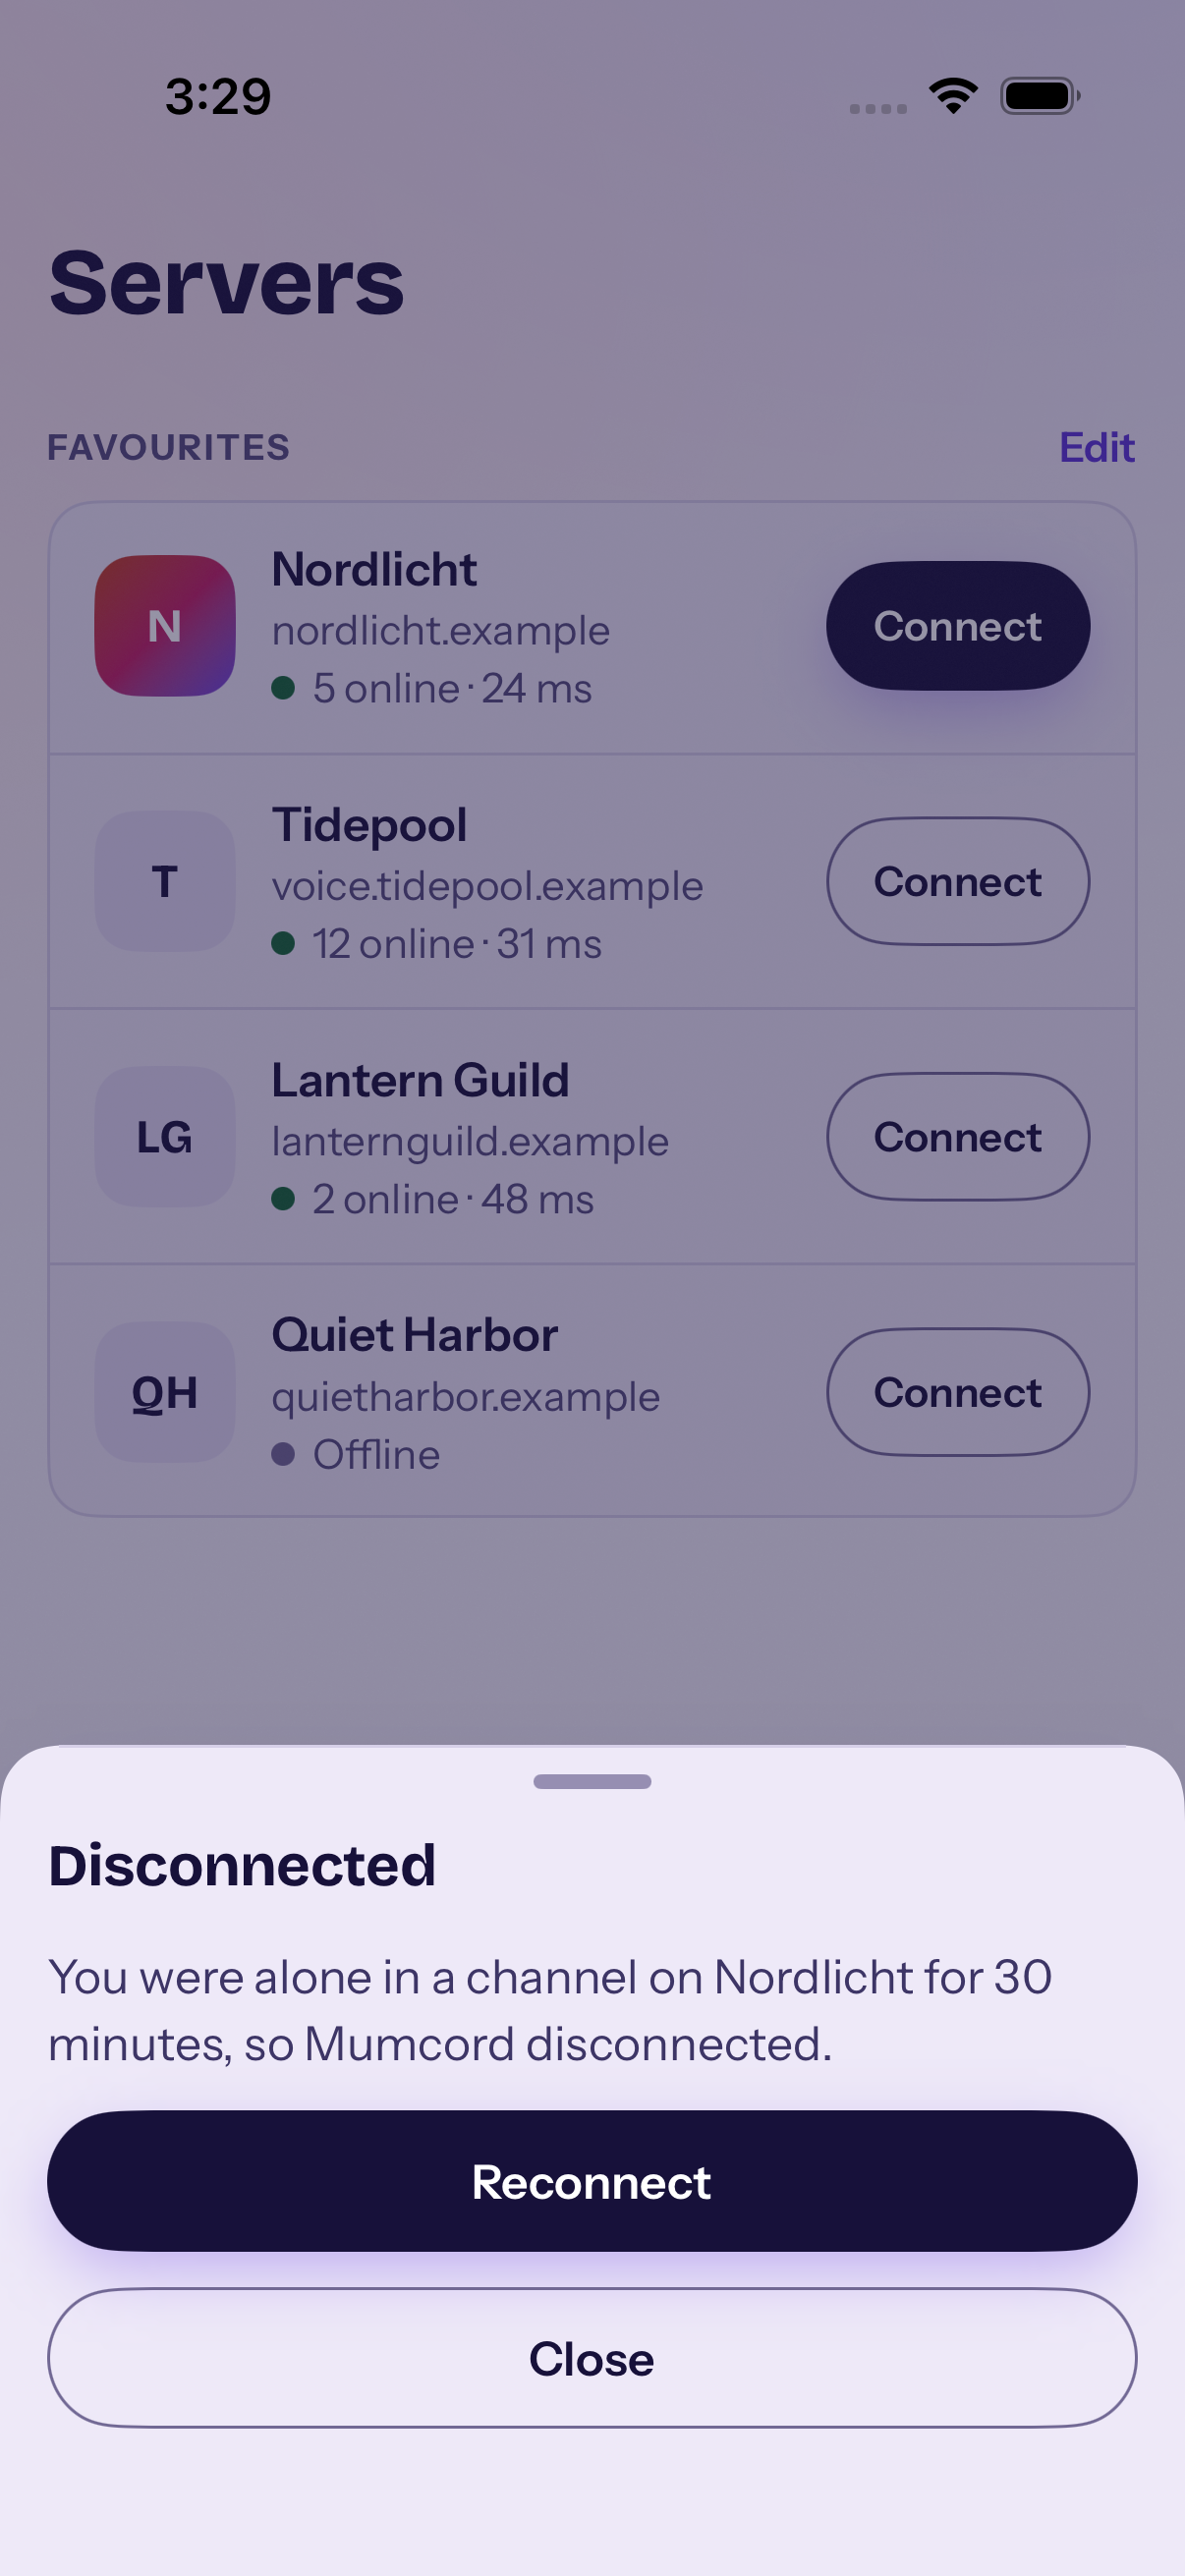 3:29
Servers
FAVOURITES
Edit
N
Nordlicht
nordlicht.example
5 online · 24 ms
Connect
T
Tidepool
voice.tidepool.example
12 online · 31 ms
Connect
LG
Lantern Guild
lanternguild.example
2 online · 48 ms
Connect
QH
Quiet Harbor
quietharbor.example
Offline
Connect
Disconnected
You were alone in a channel on Nordlicht for 30
minutes, so Mumcord disconnected.
Reconnect
Close